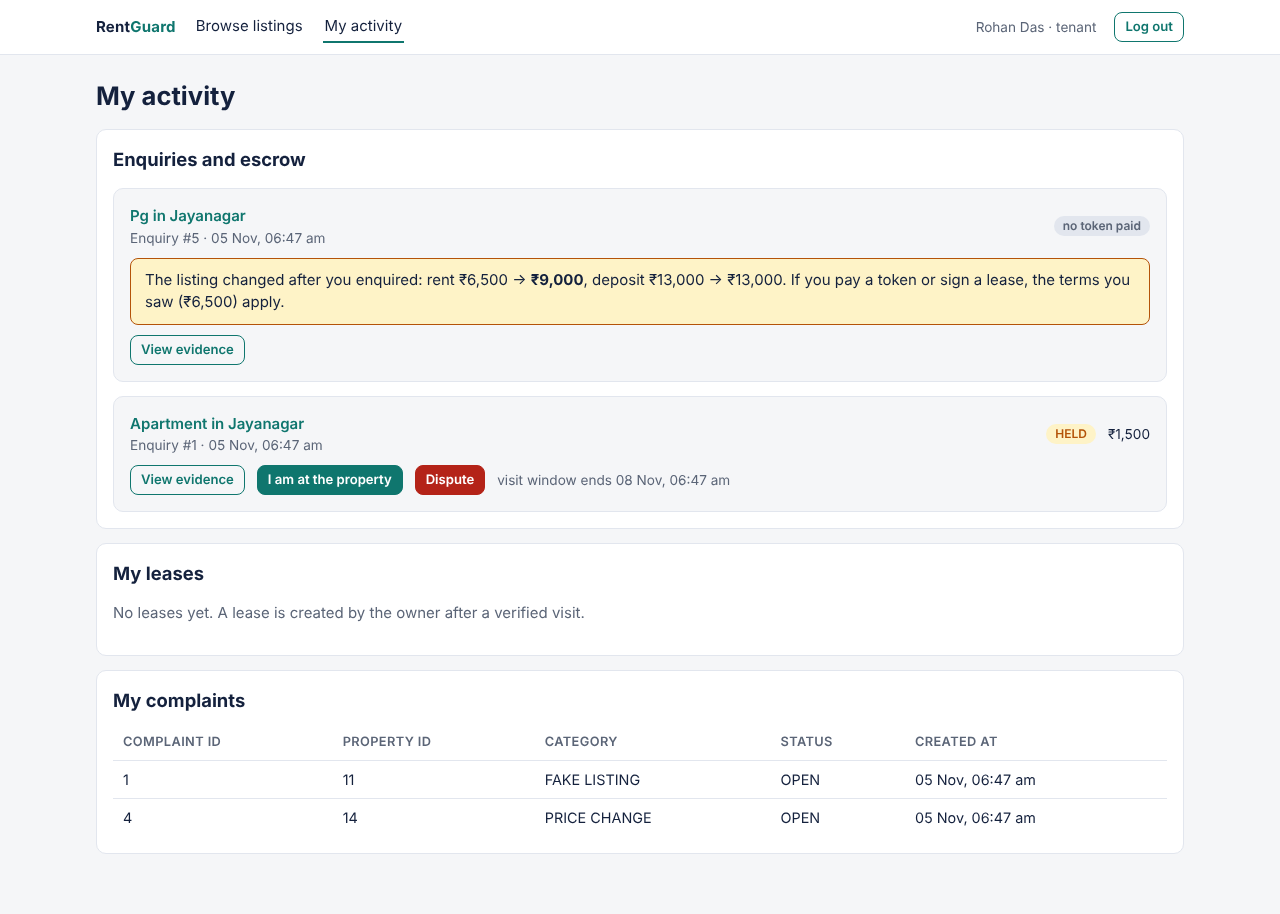 RentGuard Browse listings My activity Rohan Das · tenant Log out
My activity
Enquiries and escrow
Pg in Jayanagar
no token paid
Enquiry #5 · 05 Nov, 06:47 am
The listing changed after you enquired: rent ₹6,500 → ₹9,000, deposit ₹13,000 → ₹13,000. If you pay a token or sign a lease, the terms you
saw (₹6,500) apply.
View evidence
Apartment in Jayanagar
HELD ₹1,500
Enquiry #1 · 05 Nov, 06:47 am
View evidence I am at the property Dispute visit window ends 08 Nov, 06:47 am
My leases
No leases yet. A lease is created by the owner after a verified visit.
My complaints
COMPLAINT ID PROPERTY ID CATEGORY STATUS CREATED AT
1 11 FAKE LISTING OPEN 05 Nov, 06:47 am
4 14 PRICE CHANGE OPEN 05 Nov, 06:47 am